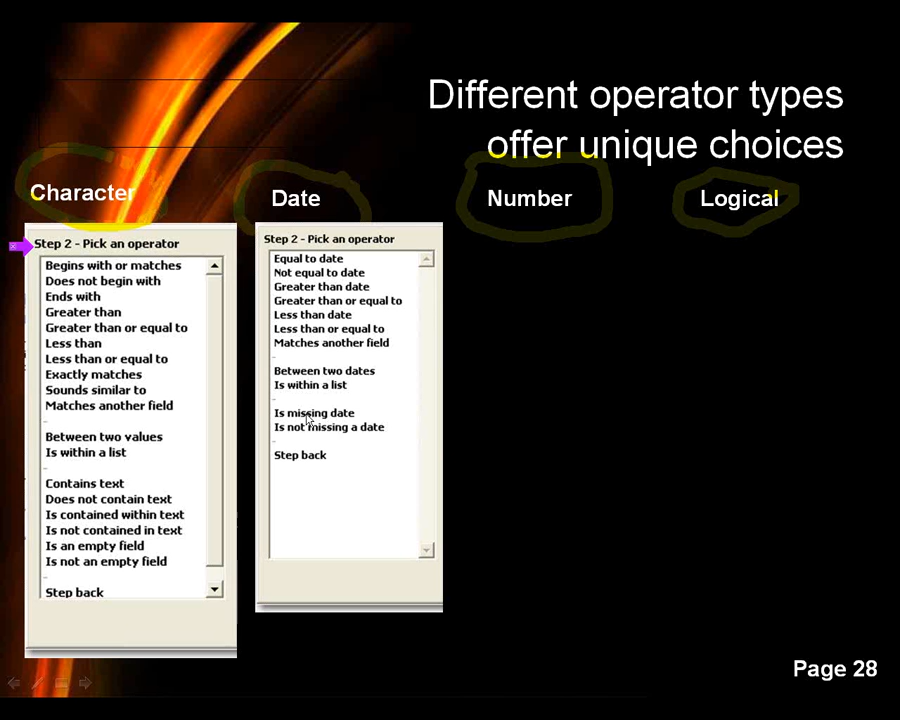 Different operator types
offer unique choices
Character
Date
Number
Logical
Step 2 - Pick an operator
Begins with or matches
Does not begin with
Ends with
Greater than
Greater than or equal to
Less than
Less than or equal to
Exactly matches
Sounds similar to
Matches another field
-
Between two values
Is within a list
-
Contains text
Does not contain text
Is contained within text
Is not contained in text
Is an empty field
Is not an empty field
-
Step back
Step 2 - Pick an operator
Equal to date
Not equal to date
Greater than date
Greater than or equal to
Less than date
Less than or equal to
Matches another field
-
Between two dates
Is within a list
-
Is missing date
Is not missing a date
-
Step back
Page 28